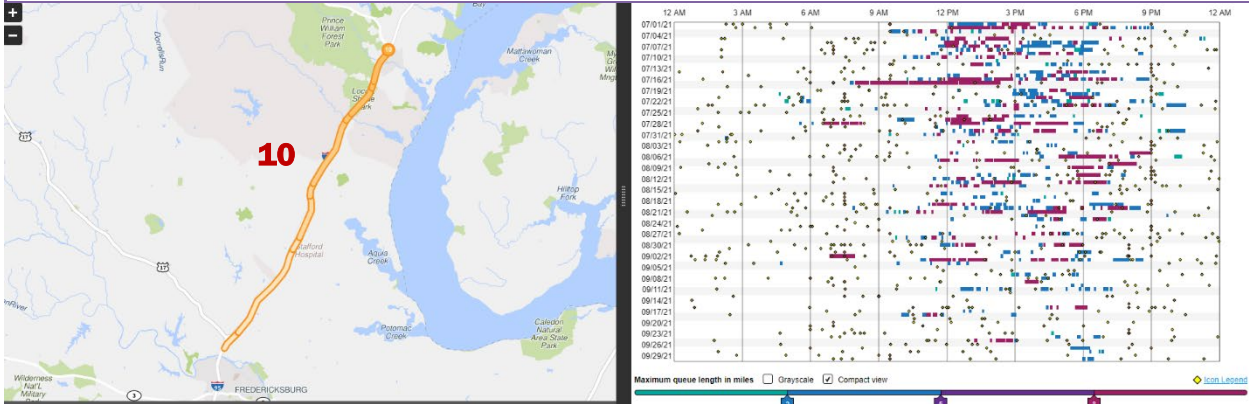 +
−
Bay
Prince
William
Forest
Park
10
Mattawoman
Creek
10
17
Stafford
Hospital
Aquia
Creek
Hilltop
Fork
17
Potomac
Creek
Caledon
Natural
Area State
Park
Wilderness
Nat'l.
Military
3
FREDERICKSBURG
3
12 AM 3 AM 6 AM 9 AM 12 PM 3 PM 6 PM 9 PM 12 AM
07/01/21
07/04/21
07/07/21
07/10/21
07/13/21
07/16/21
07/19/21
07/22/21
07/25/21
07/28/21
07/31/21
08/03/21
08/06/21
08/09/21
08/12/21
08/15/21
08/18/21
08/21/21
08/24/21
08/27/21
08/30/21
09/02/21
09/05/21
09/08/21
09/11/21
09/14/21
09/17/21
09/20/21
09/23/21
09/26/21
09/29/21
Maximum queue length in miles Grayscale Compact view Icon Legend